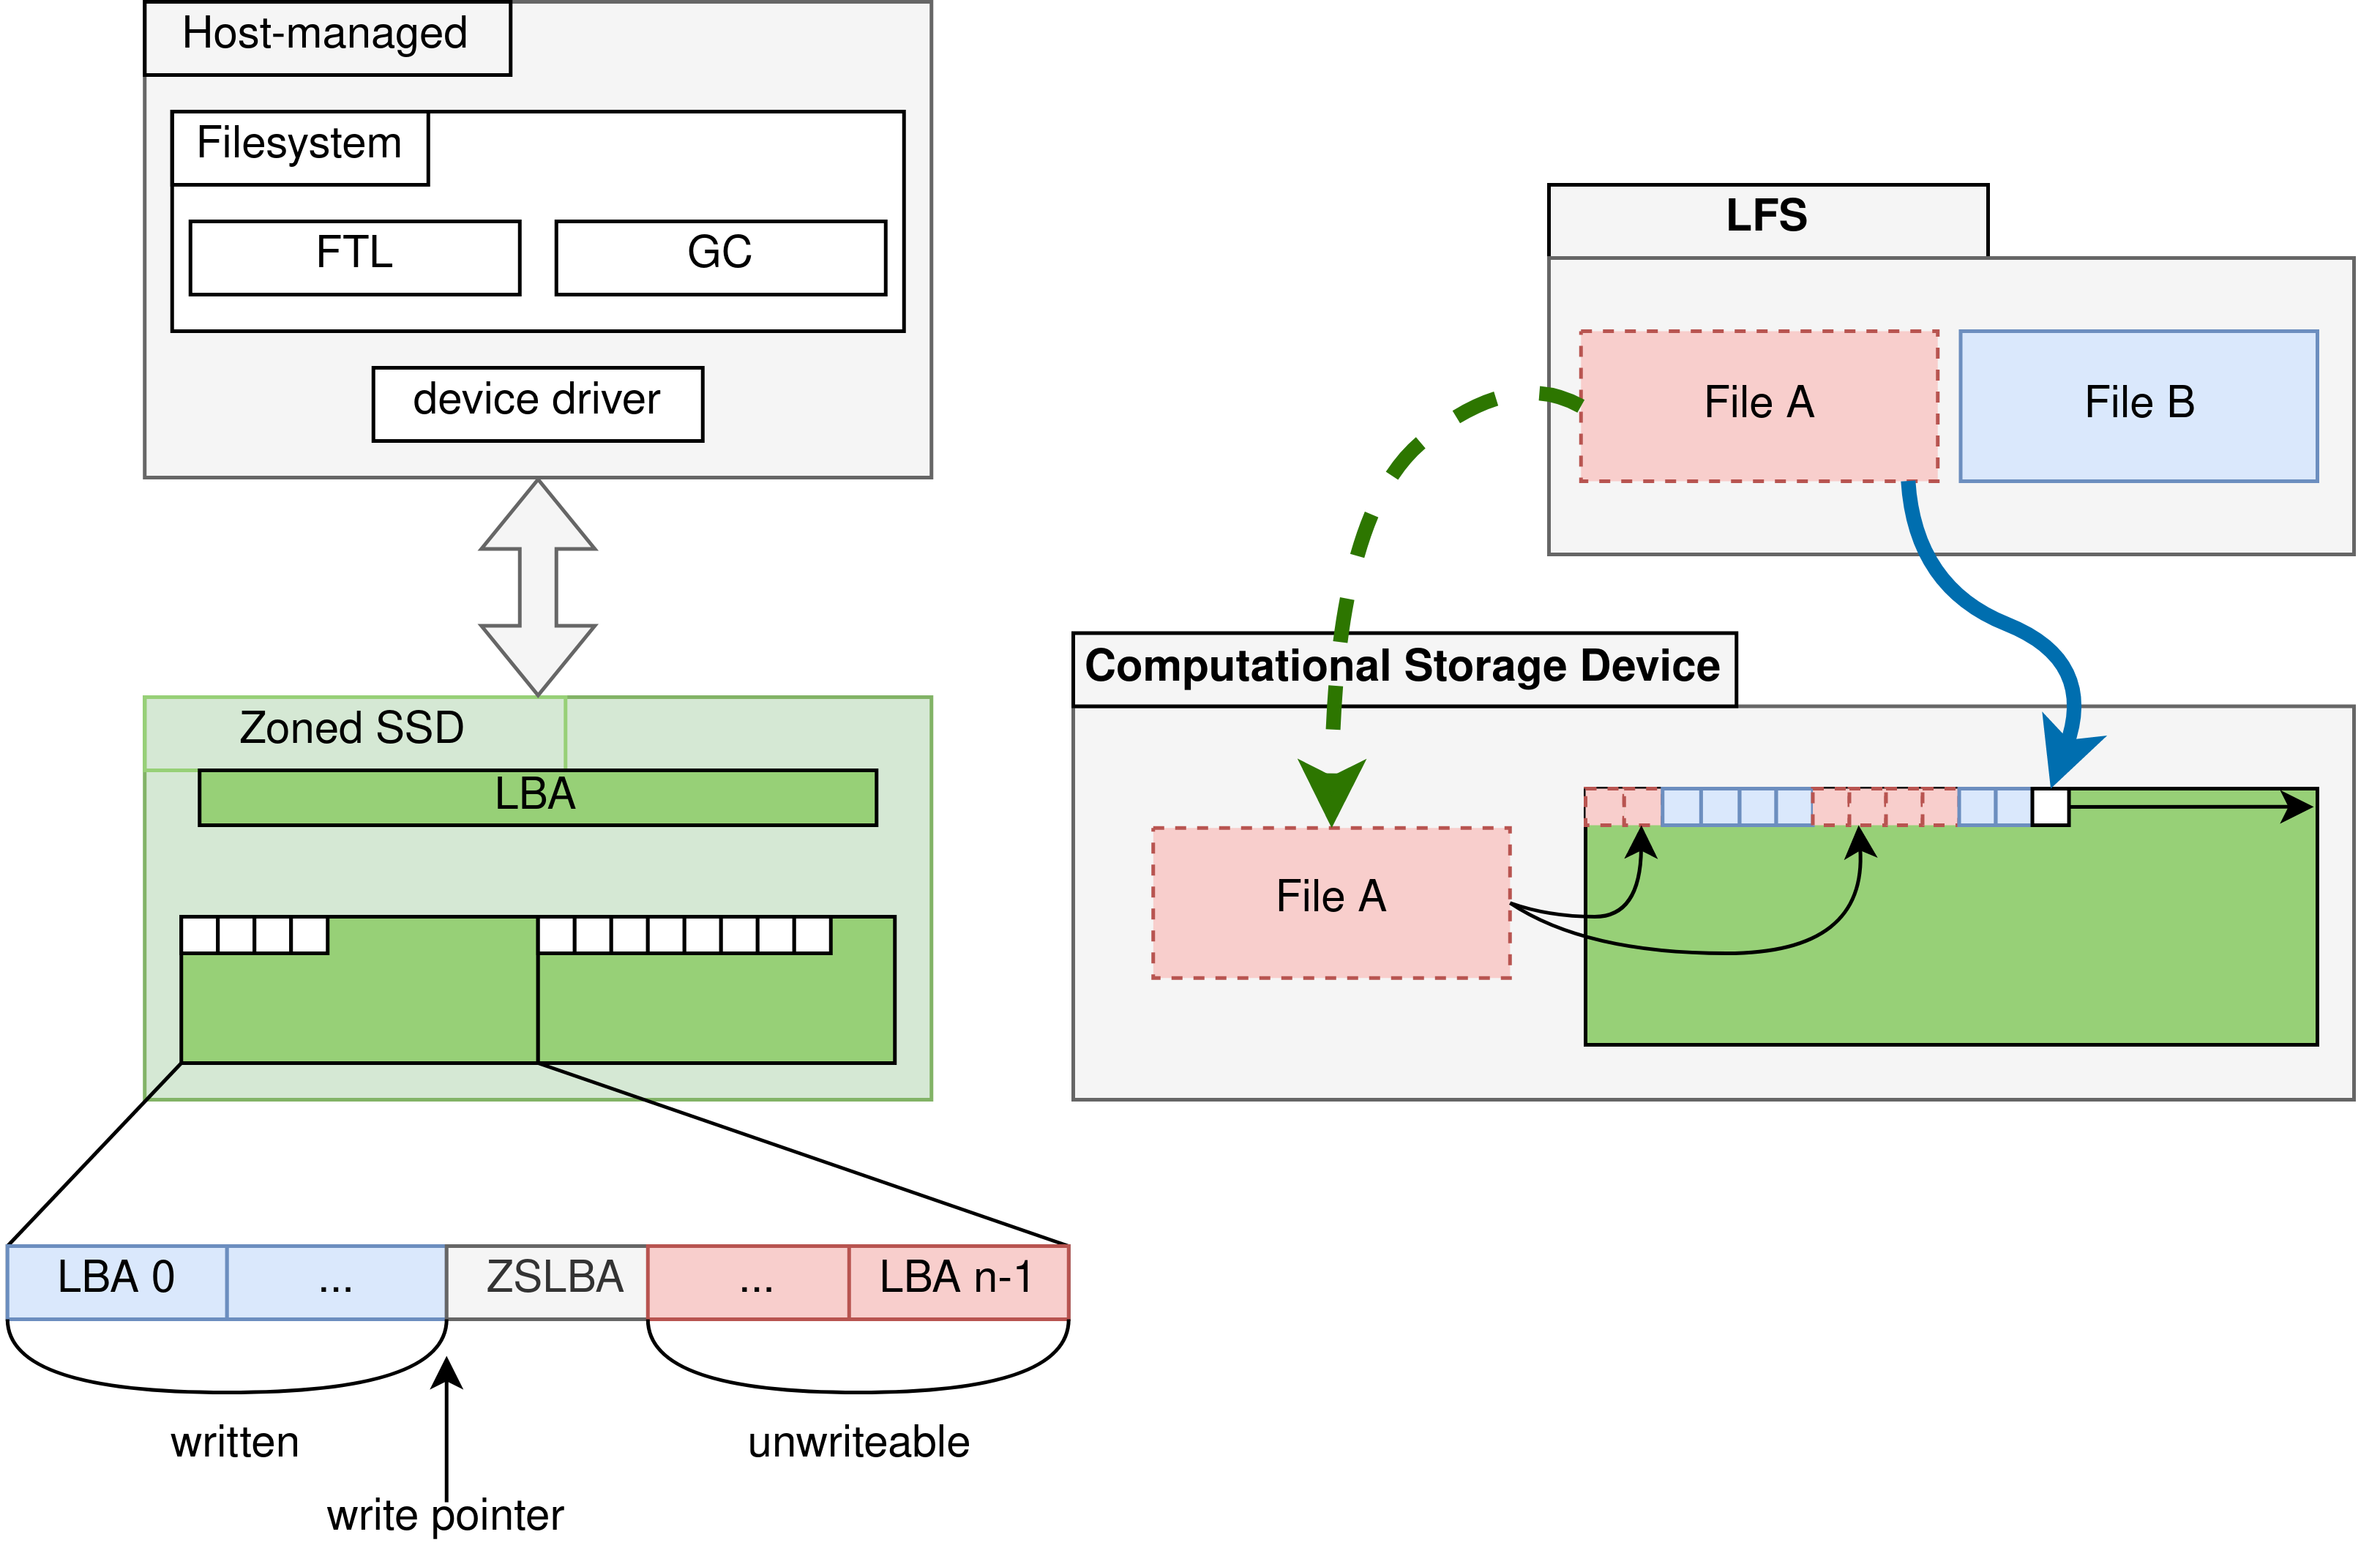 Host-managed
Filesystem
FTL
GC
device driver
Zoned SSD
LBA
LBA 0
...
ZSLBA
...
LBA n-1
written
unwriteable
write pointer
LFS
File A
File B
Computational Storage Device
File A